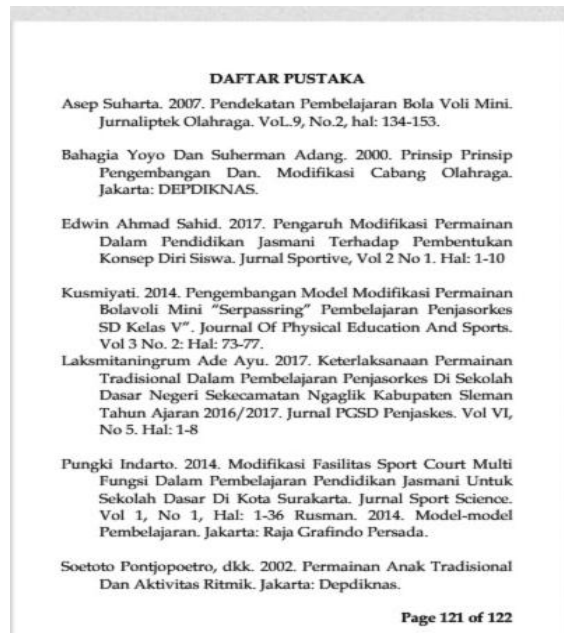 DAFTAR PUSTAKA
Asep Suharta. 2007. Pendekatan Pembelajaran Bola Voli Mini.
Jurnaliptek Olahraga. VoL.9, No.2, hal: 134-153.
Bahagia Yoyo Dan Suherman Adang. 2000. Prinsip Prinsip
Pengembangan Dan. Modifikasi Cabang Olahraga.
Jakarta: DEPDIKNAS.
Edwin Ahmad Sahid. 2017. Pengaruh Modifikasi Permainan
Dalam Pendidikan Jasmani Terhadap Pembentukan
Konsep Diri Siswa. Jurnal Sportive, Vol 2 No 1. Hal: 1-10
Kusmiyati. 2014. Pengembangan Model Modifikasi Permainan
Bolavoli Mini “Serpassring” Pembelajaran Penjasorkes
SD Kelas V”. Journal Of Physical Education And Sports.
Vol 3 No. 2: Hal: 73-77.
Laksmitaningrum Ade Ayu. 2017. Keterlaksanaan Permainan
Tradisional Dalam Pembelajaran Penjasorkes Di Sekolah
Dasar Negeri Sekecamatan Ngaglik Kabupaten Sleman
Tahun Ajaran 2016/2017. Jurnal PGSD Penjaskes. Vol VI,
No 5. Hal: 1-8
Pungki Indarto. 2014. Modifikasi Fasilitas Sport Court Multi
Fungsi Dalam Pembelajaran Pendidikan Jasmani Untuk
Sekolah Dasar Di Kota Surakarta. Jurnal Sport Science.
Vol 1, No 1, Hal: 1-36 Rusman. 2014. Model-model
Pembelajaran. Jakarta: Raja Grafindo Persada.
Soetoto Pontjopoetro, dkk. 2002. Permainan Anak Tradisional
Dan Aktivitas Ritmik. Jakarta: Depdiknas.
Page 121 of 122